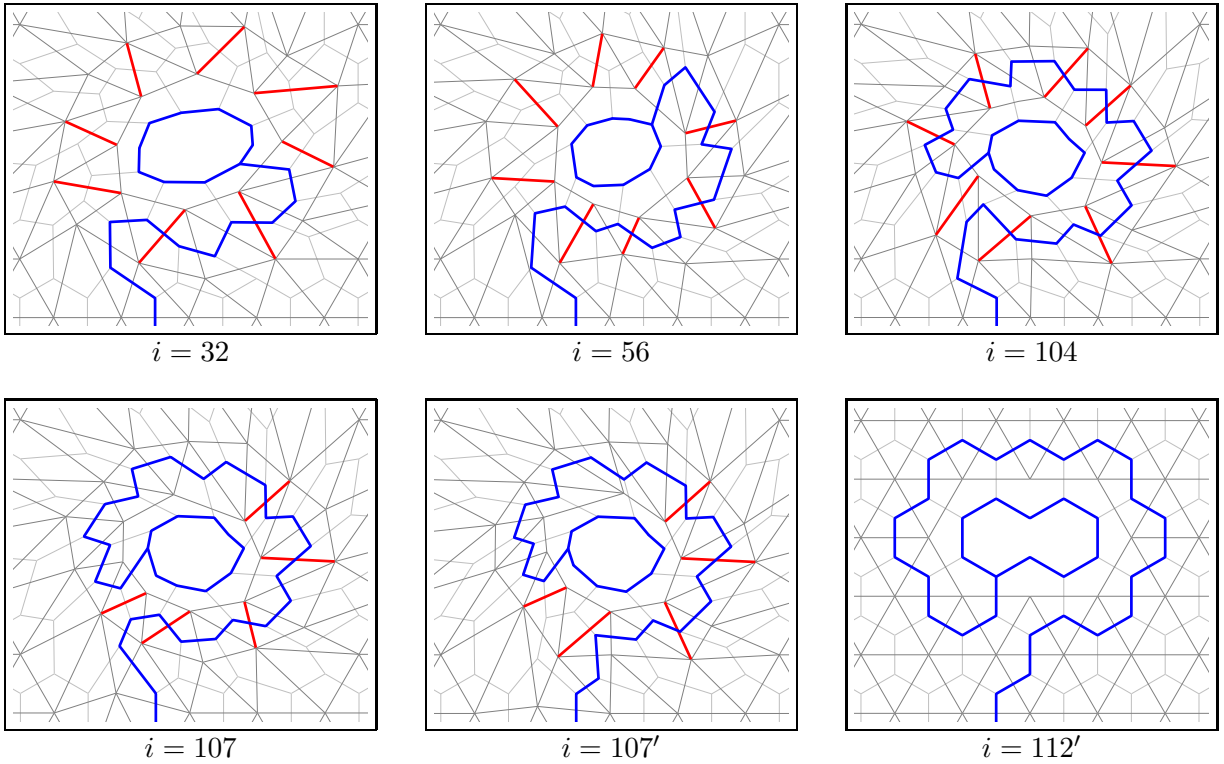 i = 32
i = 56
i = 104
i = 107
i = 107′
i = 112′